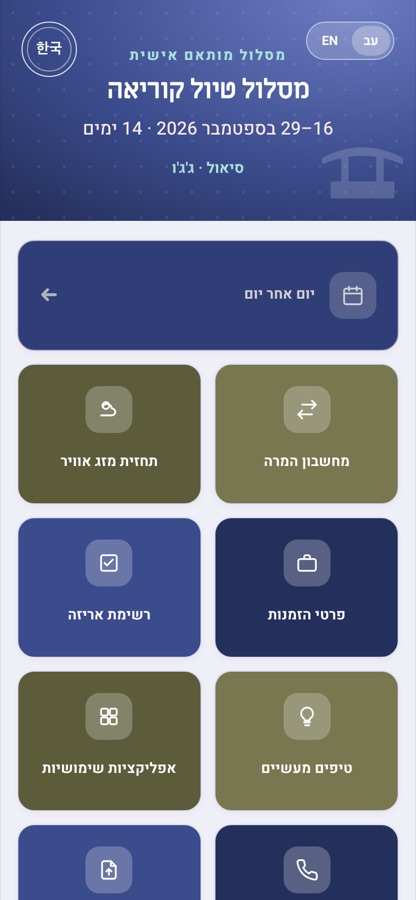 עב
EN
한국
מסלול מותאם אישית
מסלול טיול קוריאה
16–29 בספטמבר 2026 · 14 ימים
סיאול · ג'ג'ו
יום אחר יום
מחשבון המרה
תחזית מזג אוויר
פרטי הזמנות
רשימת אריזה
טיפים מעשיים
אפליקציות שימושיות